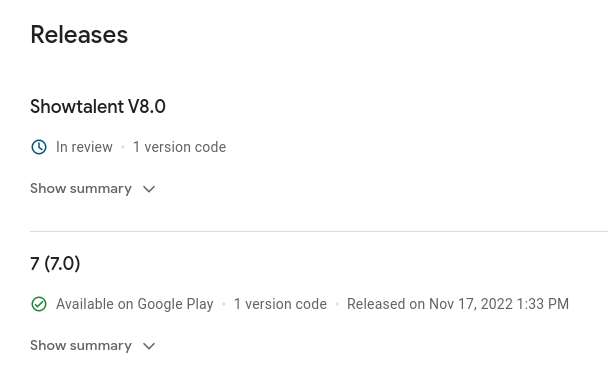 Releases
Showtalent V8.0
In review • 1 version code
Show summary
7 (7.0)
Available on Google Play • 1 version code • Released on Nov 17, 2022 1:33 PM
Show summary